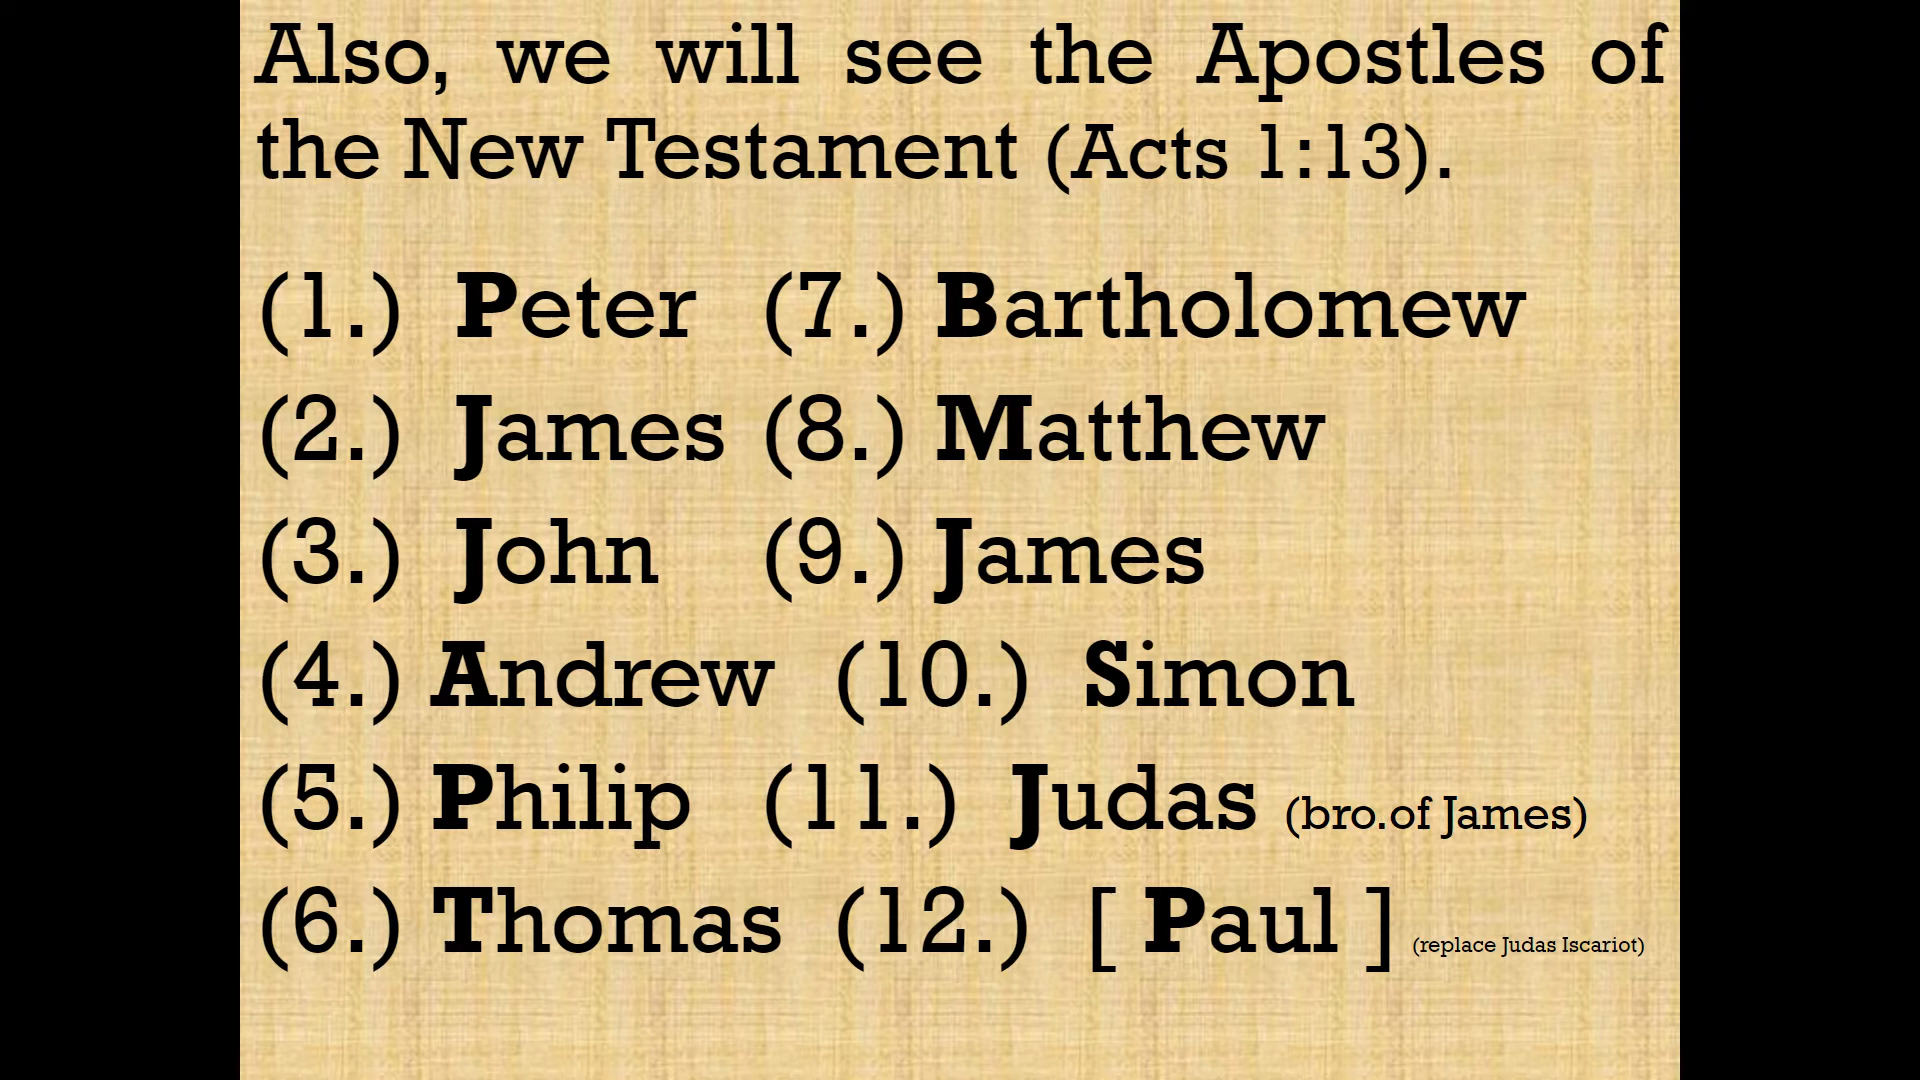 Also, we will see the Apostles of
the New Testament (Acts 1:13).
(1.) Peter (7.) Bartholomew
(2.) James (8.) Matthew
(3.) John (9.) James
(4.) Andrew (10.) Simon
(5.) Philip (11.) Judas (bro.of James)
(6.) Thomas (12.) [ Paul ] (replace Judas Iscariot)